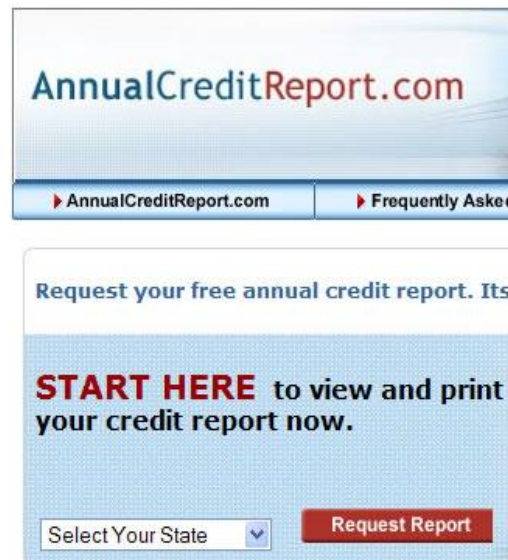 AnnualCreditReport.com
AnnualCreditReport.com Frequently Aske
Request your free annual credit report. Its
START HERE to view and print
your credit report now.
Select Your State Request Report